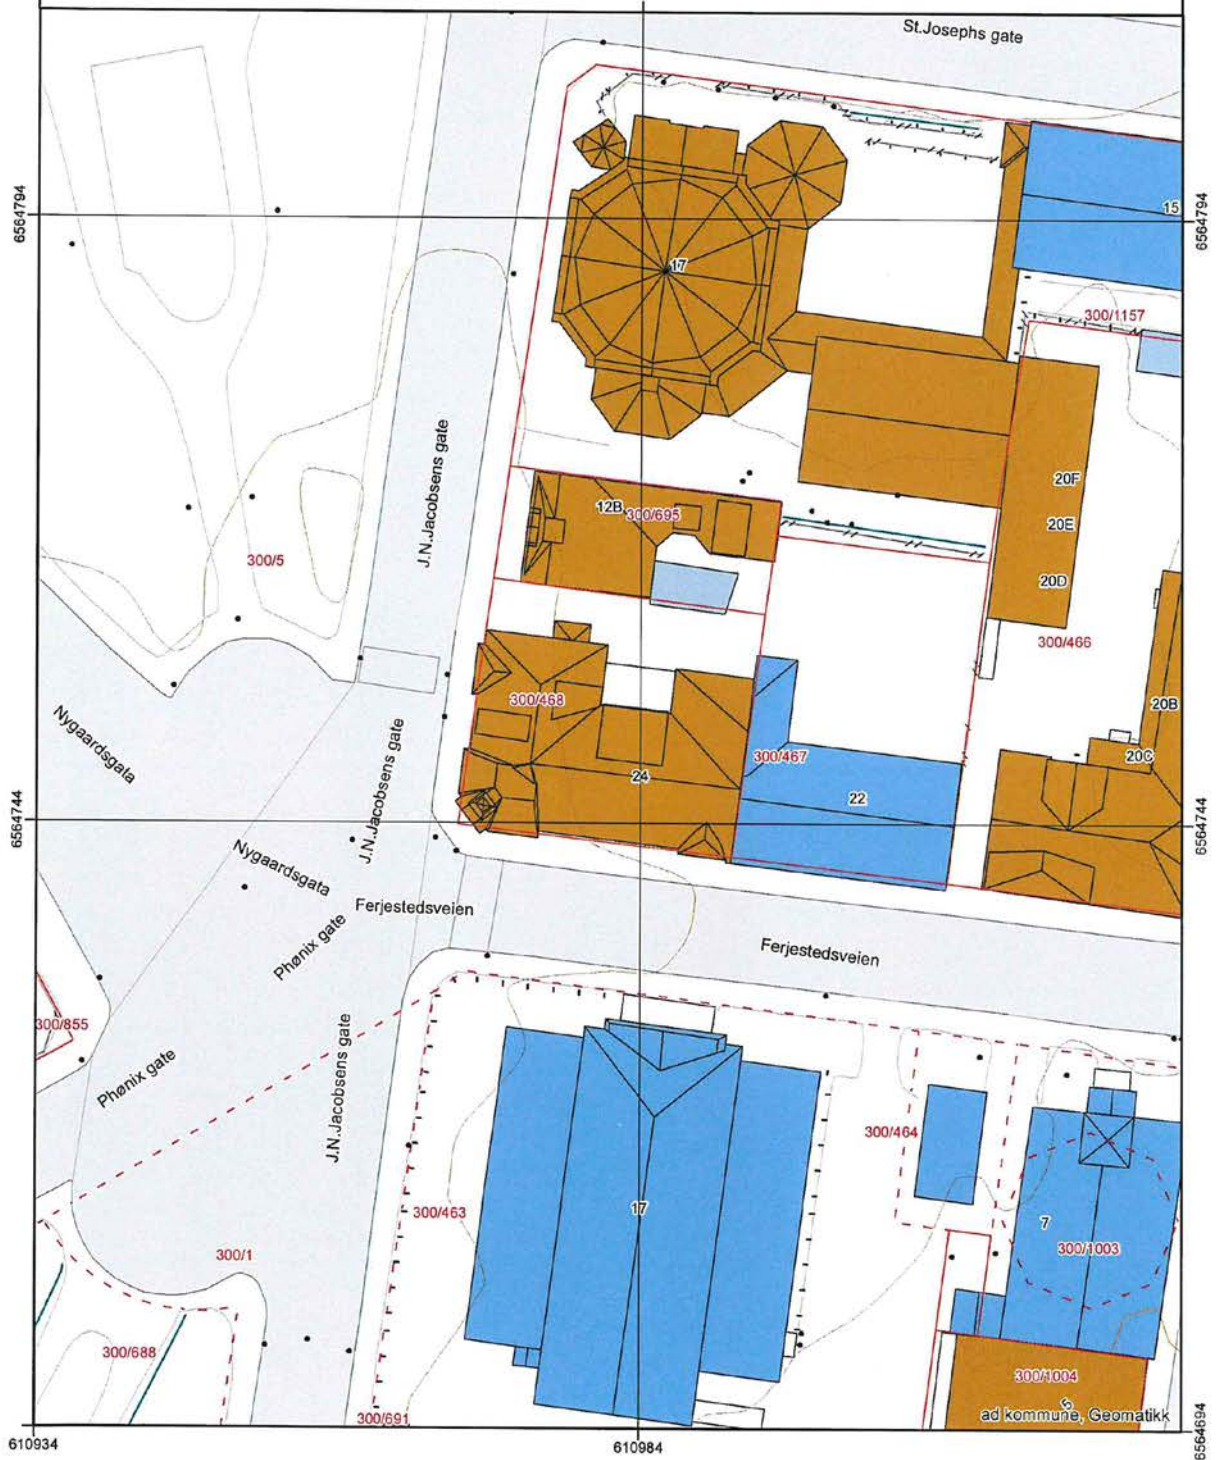 St.Josephs gate
6564794
6564794
15
17
300/1157
J.N.Jacobsens gate
20F
12B
300/695
20E
300/5
20D
300/466
300/468
20B
Nygaardsgata
J.N.Jacobsens gate
300/467
20C
24
22
6564744
6564744
Nygaardsgata
Ferjestedsveien
Phønix gate
Ferjestedsveien
300/855
Phønix gate
J.N.Jacobsens gate
300/464
17
300/463
7
300/1003
300/1
300/688
300/1004
5
300/691
ad kommune, Geomatikk
610934
610984
6564694